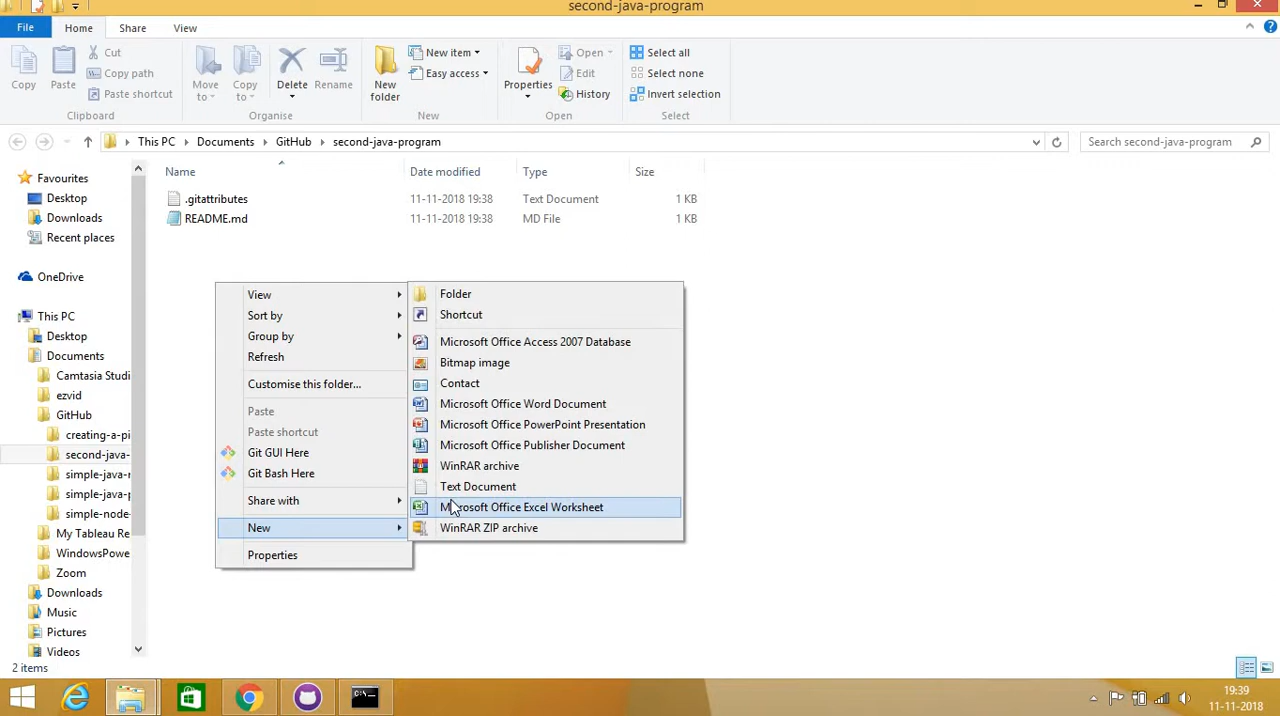 second-java-program
File Home Share View
Copy Paste Cut Copy path Paste shortcut Move to Copy to Delete Rename New folder New item Easy access Properties Open Edit History Select all Select none Invert selection
Clipboard Organise New Open Select
This PC Documents GitHub second-java-program Search second-java-program
Name Date modified Type Size
.gitattributes 11-11-2018 19:38 Text Document 1 KB
README.md 11-11-2018 19:38 MD File 1 KB
Favourites
Desktop
Downloads
Recent places
OneDrive
This PC
Desktop
Documents
Camtasia Studi
ezvid
GitHub
creating-a-pi
second-java-
simple-java-r
simple-java-p
simple-node-
My Tableau Re
WindowsPowe
Zoom
Downloads
Music
Pictures
Videos
View
Sort by
Group by
Refresh
Customise this folder...
Paste
Paste shortcut
Git GUI Here
Git Bash Here
Share with
New
Properties
Folder
Shortcut
Microsoft Office Access 2007 Database
Bitmap image
Contact
Microsoft Office Word Document
Microsoft Office PowerPoint Presentation
Microsoft Office Publisher Document
WinRAR archive
Text Document
Microsoft Office Excel Worksheet
WinRAR ZIP archive
2 items
19:39
11-11-2018